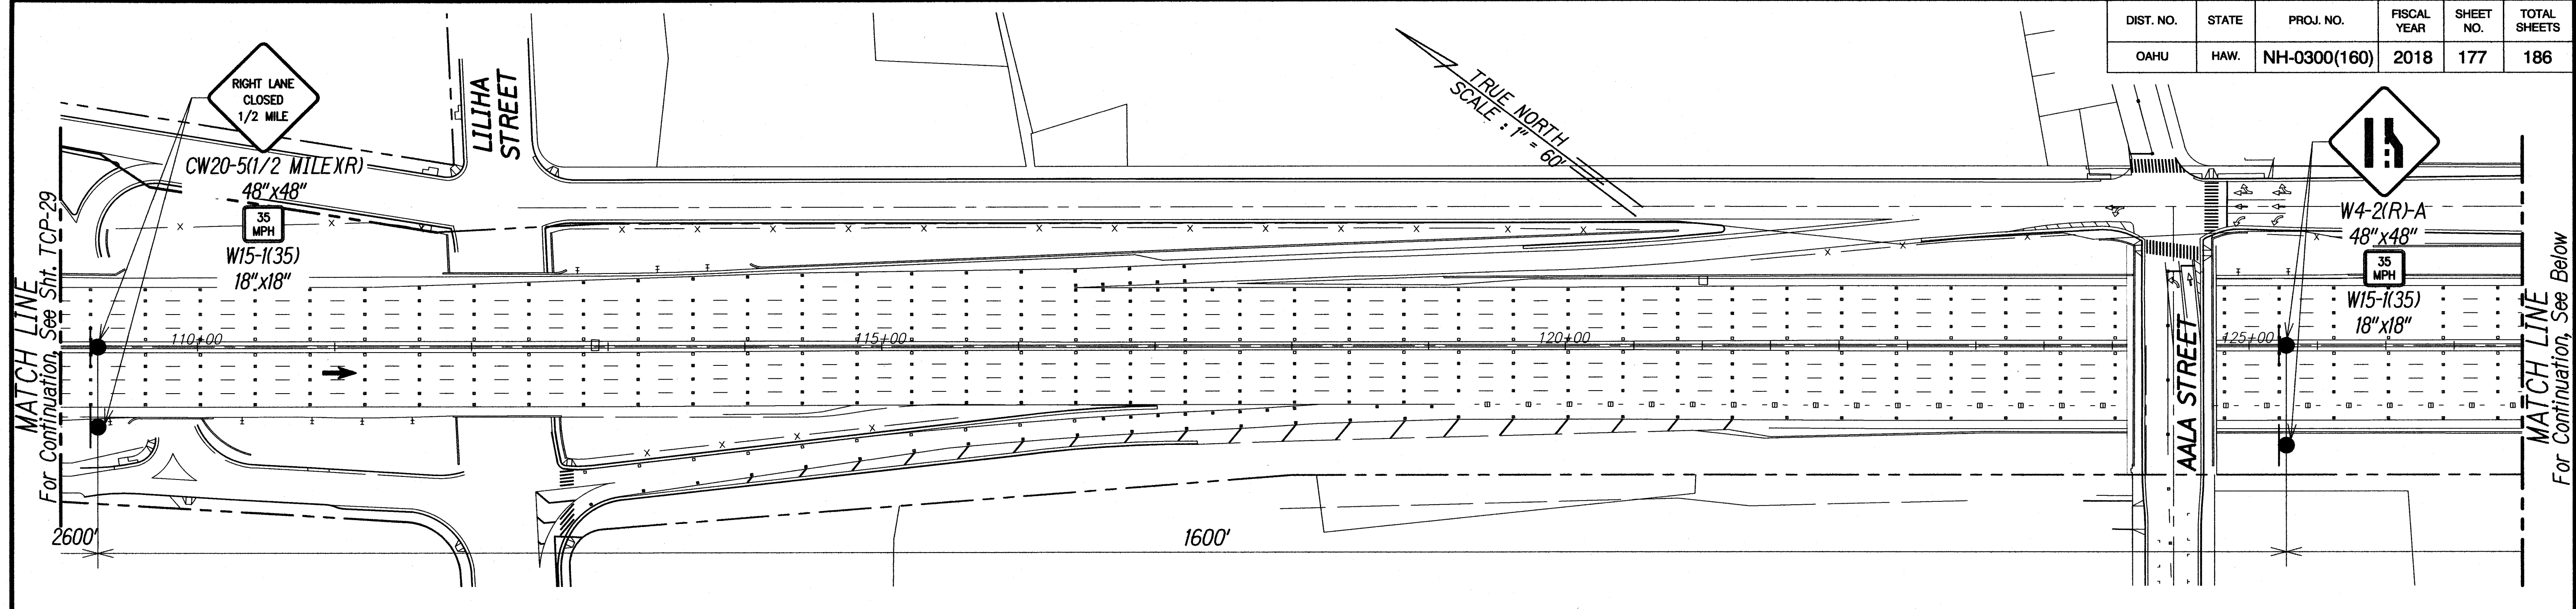 DIST. NO. STATE PROJ. NO. FISCAL YEAR SHEET NO. TOTAL SHEETS
OAHU HAW. NH-0300(160) 2018 177 186
RIGHT LANE
CLOSED
1/2 MILE
CW20-5(1/2 MILE)(R)
48"x48"
35
MPH
W15-1(35)
18"x18"
LILIHA
STREET
TRUE NORTH
SCALE : 1" = 60'
W4-2(R)-A
48"x48"
35
MPH
W15-1(35)
18"x18"
MATCH LINE
For Continuation, See Sht. TCP-29
110+00
115+00
120+00
125+00
AALA STREET
MATCH LINE
For Continuation, See Below
2600'
1600'